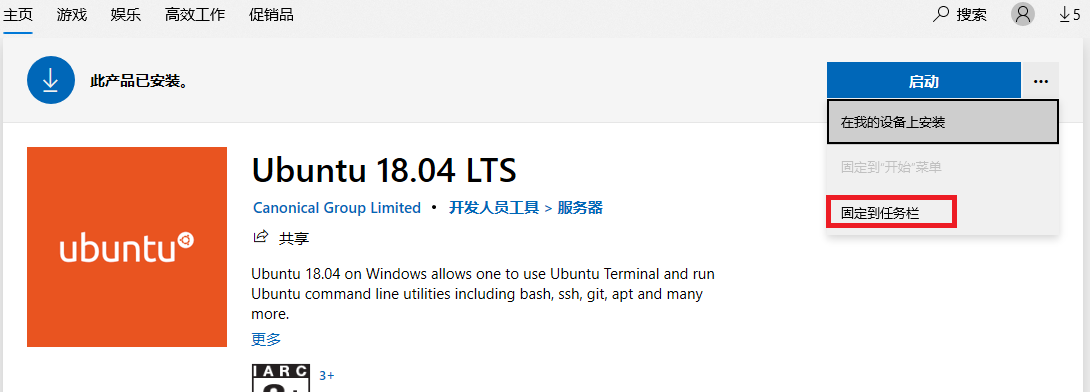 主页 游戏 娱乐 高效工作 促销品 搜索 5
此产品已安装。
启动 ...
在我的设备上安装
固定到"开始"菜单
固定到任务栏
ubuntu
Ubuntu 18.04 LTS
Canonical Group Limited • 开发人员工具 > 服务器
共享
Ubuntu 18.04 on Windows allows one to use Ubuntu Terminal and run
Ubuntu command line utilities including bash, ssh, git, apt and many
more.
更多
IARC
3+